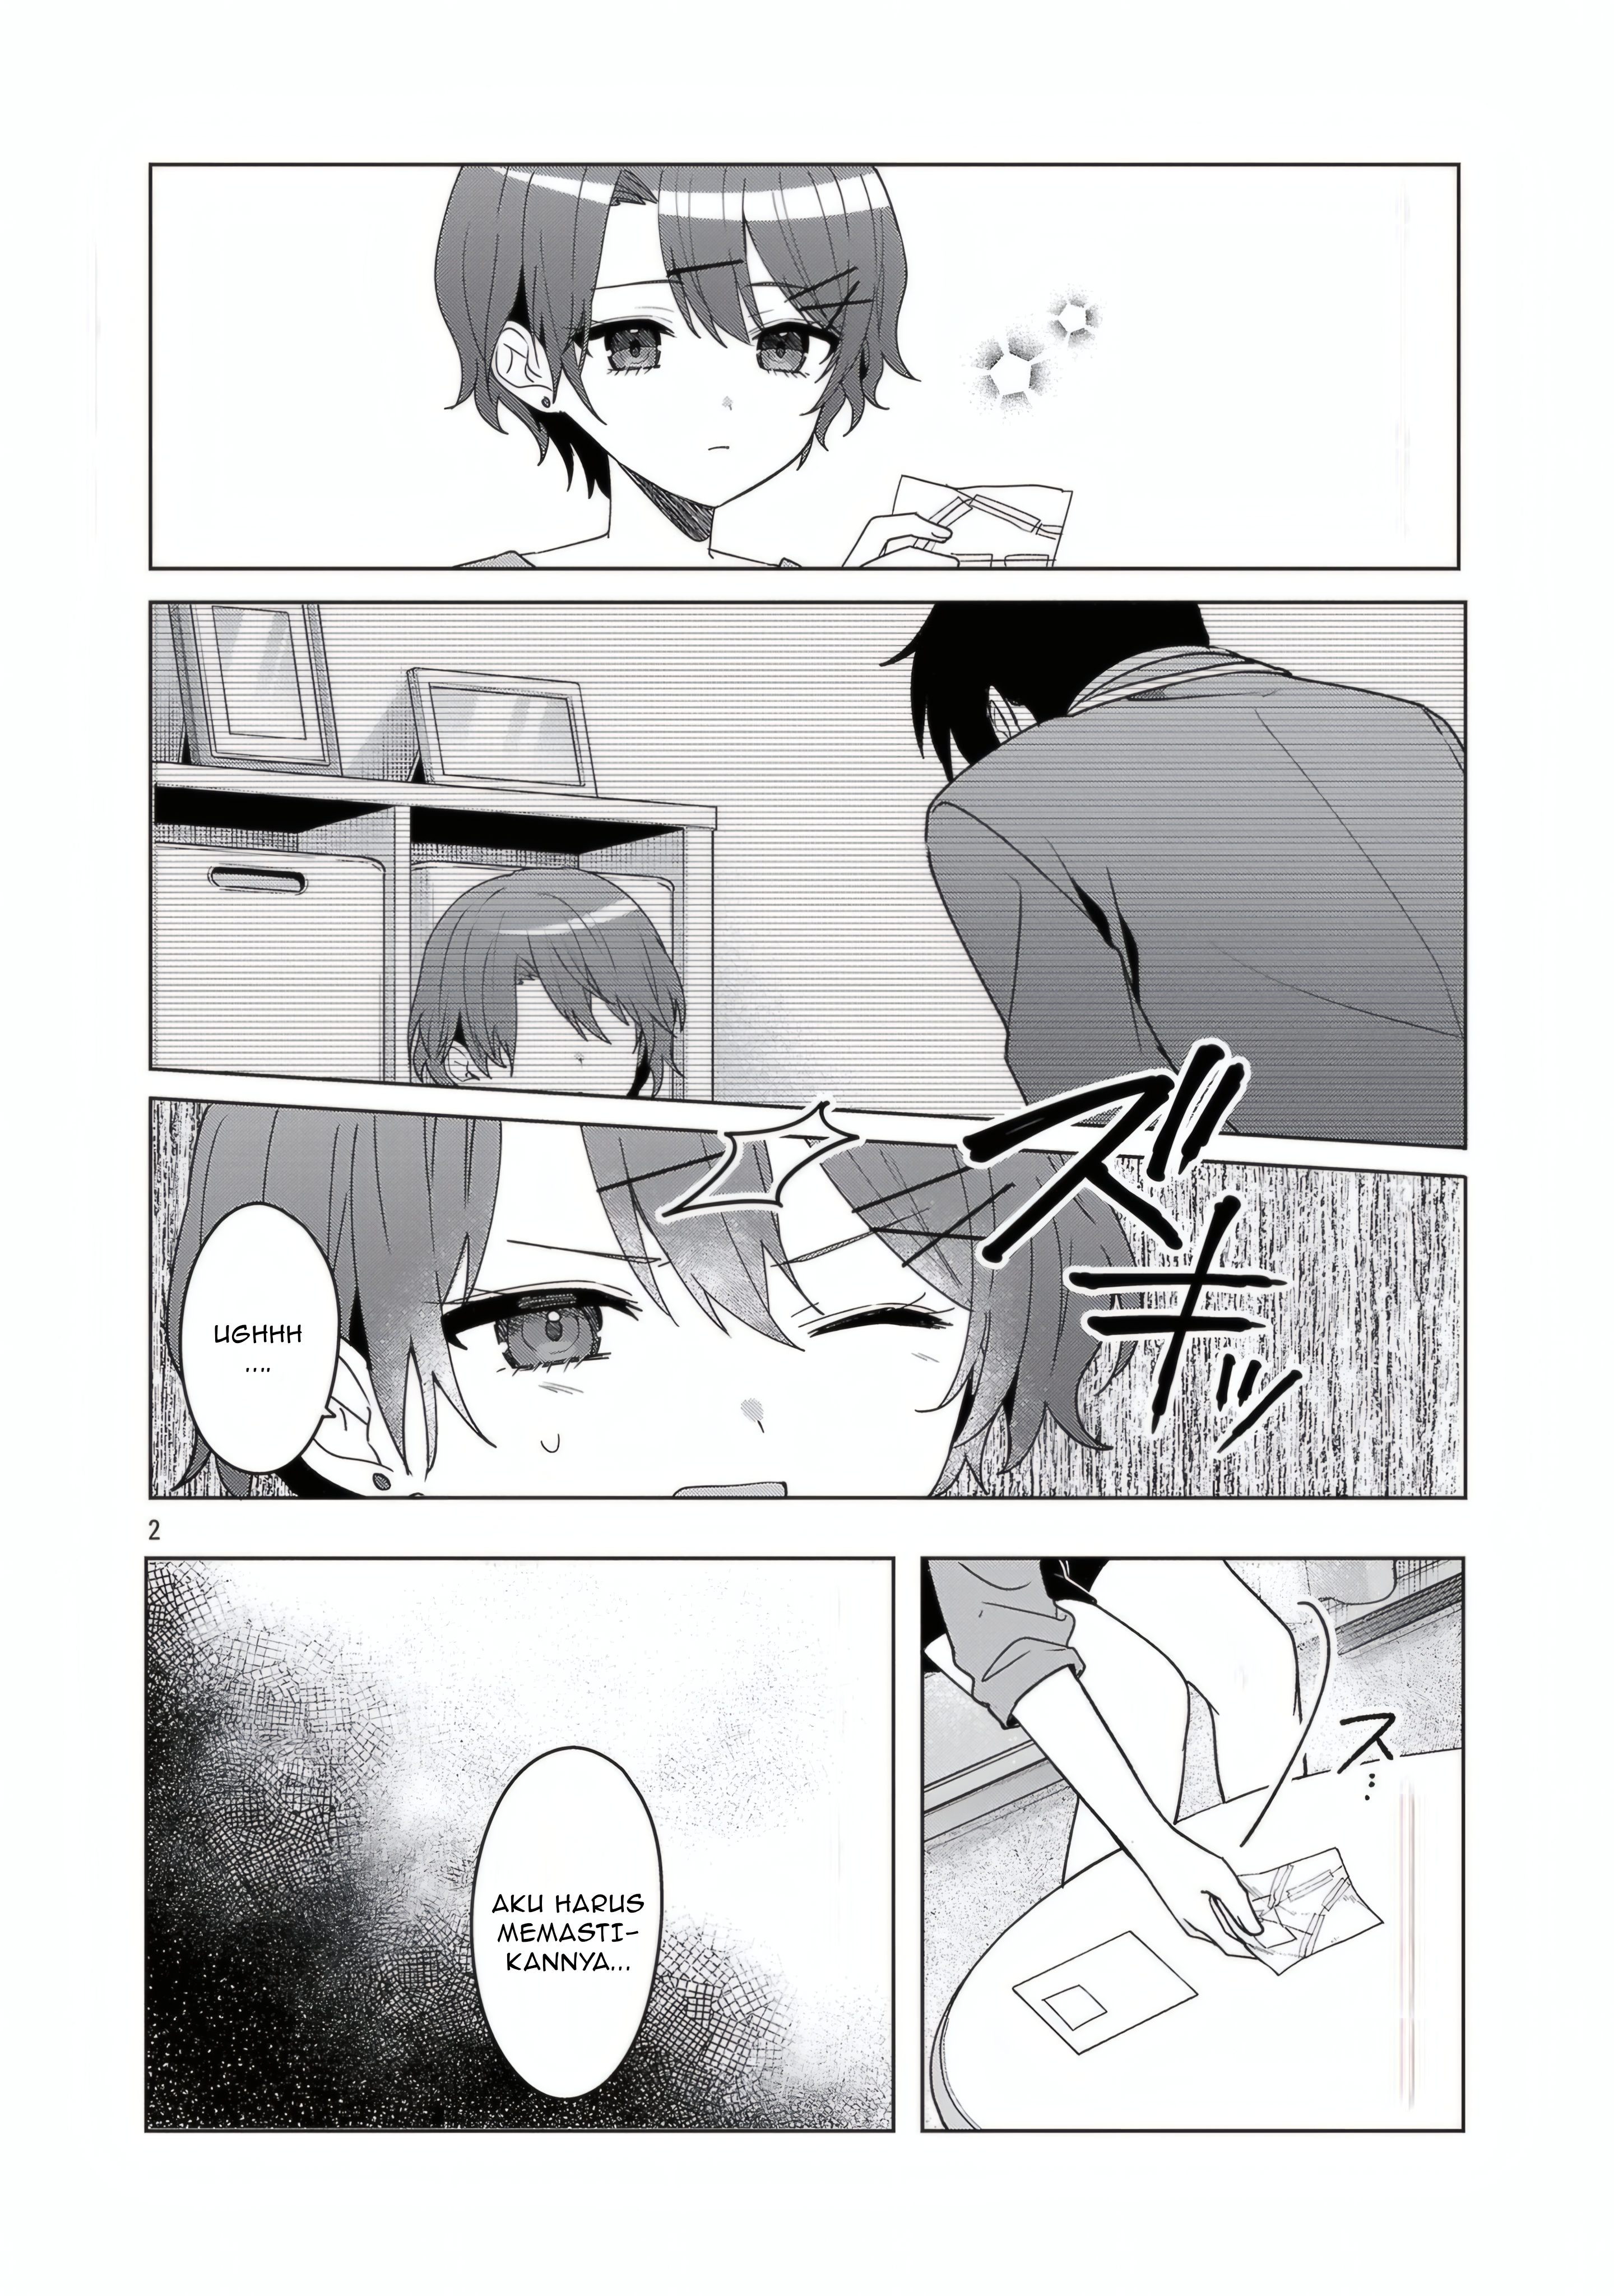 ズキッ
UGHHH
....
2
ス…
AKU HARUS
MEMASTI-
KANNYA...